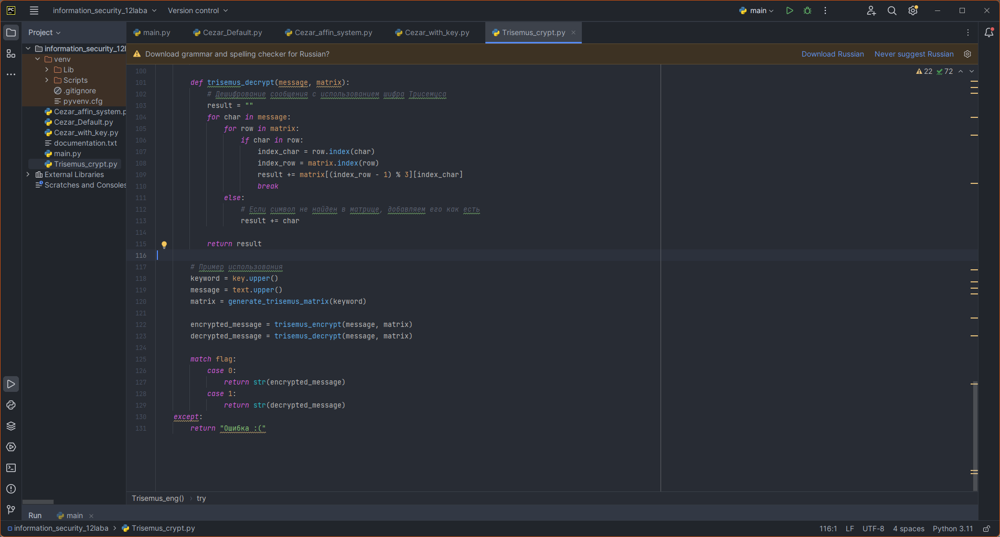 PC information_security_12laba Version control main
Project main.py Cezar_Default.py Cezar_affin_system.py Cezar_with_key.py Trisemus_crypt.py
Download grammar and spelling checker for Russian? Download Russian Never suggest Russian
information_security_12l
venv
Lib
Scripts
.gitignore
pyvenv.cfg
Cezar_affin_system.p
Cezar_Default.py
Cezar_with_key.py
documentation.txt
main.py
Trisemus_crypt.py
External Libraries
Scratches and Consoles
22 72
100
101 def trisemus_decrypt(message, matrix):
102 # Дешифрование сообщения с использованием шифра Трисемуса
103 result = ""
104 for char in message:
105 for row in matrix:
106 if char in row:
107 index_char = row.index(char)
108 index_row = matrix.index(row)
109 result += matrix[(index_row - 1) % 3][index_char]
110 break
111 else:
112 # Если символ не найден в матрице, добавляем его как есть
113 result += char
114
115 return result
116
117 # Пример использования
118 keyword = key.upper()
119 message = text.upper()
120 matrix = generate_trisemus_matrix(keyword)
121
122 encrypted_message = trisemus_encrypt(message, matrix)
123 decrypted_message = trisemus_decrypt(message, matrix)
124
125 match flag:
126 case 0:
127 return str(encrypted_message)
128 case 1:
129 return str(decrypted_message)
130 except:
131 return "Ошибка :("
Trisemus_eng() try
Run main
information_security_12laba Trisemus_crypt.py 116:1 LF UTF-8 4 spaces Python 3.11